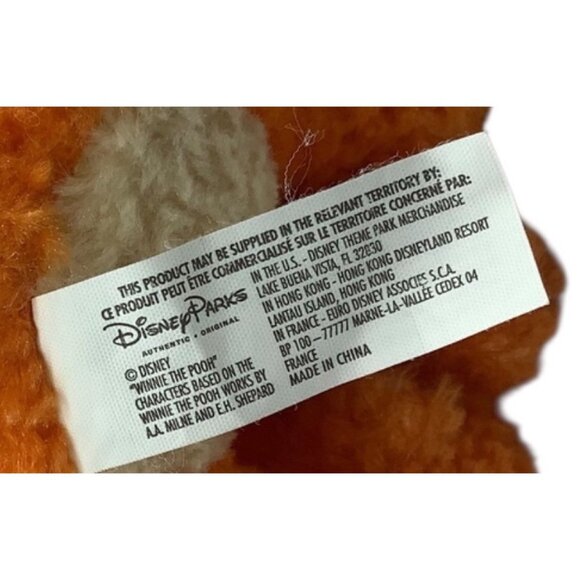 THIS PRODUCT MAY BE SUPPLIED IN THE RELEVANT TERRITORY BY:
CE PRODUIT PEUT ÊTRE COMMERCIALISÉ SUR LE TERRITOIRE CONCERNÉ PAR:
Disney Parks
AUTHENTIC • ORIGINAL
© DISNEY
"WINNIE THE POOH"
CHARACTERS BASED ON THE
WINNIE THE POOH WORKS BY
A.A. MILNE AND E.H. SHEPARD
IN THE U.S. - DISNEY THEME PARK MERCHANDISE
LAKE BUENA VISTA, FL 32830
IN HONG KONG - HONG KONG DISNEYLAND RESORT
LANTAU ISLAND, HONG KONG
IN FRANCE - EURO DISNEY ASSOCIES S.C.A.
BP 100-77777 MARNE-LA-VALLÉE CEDEX 04
FRANCE
MADE IN CHINA